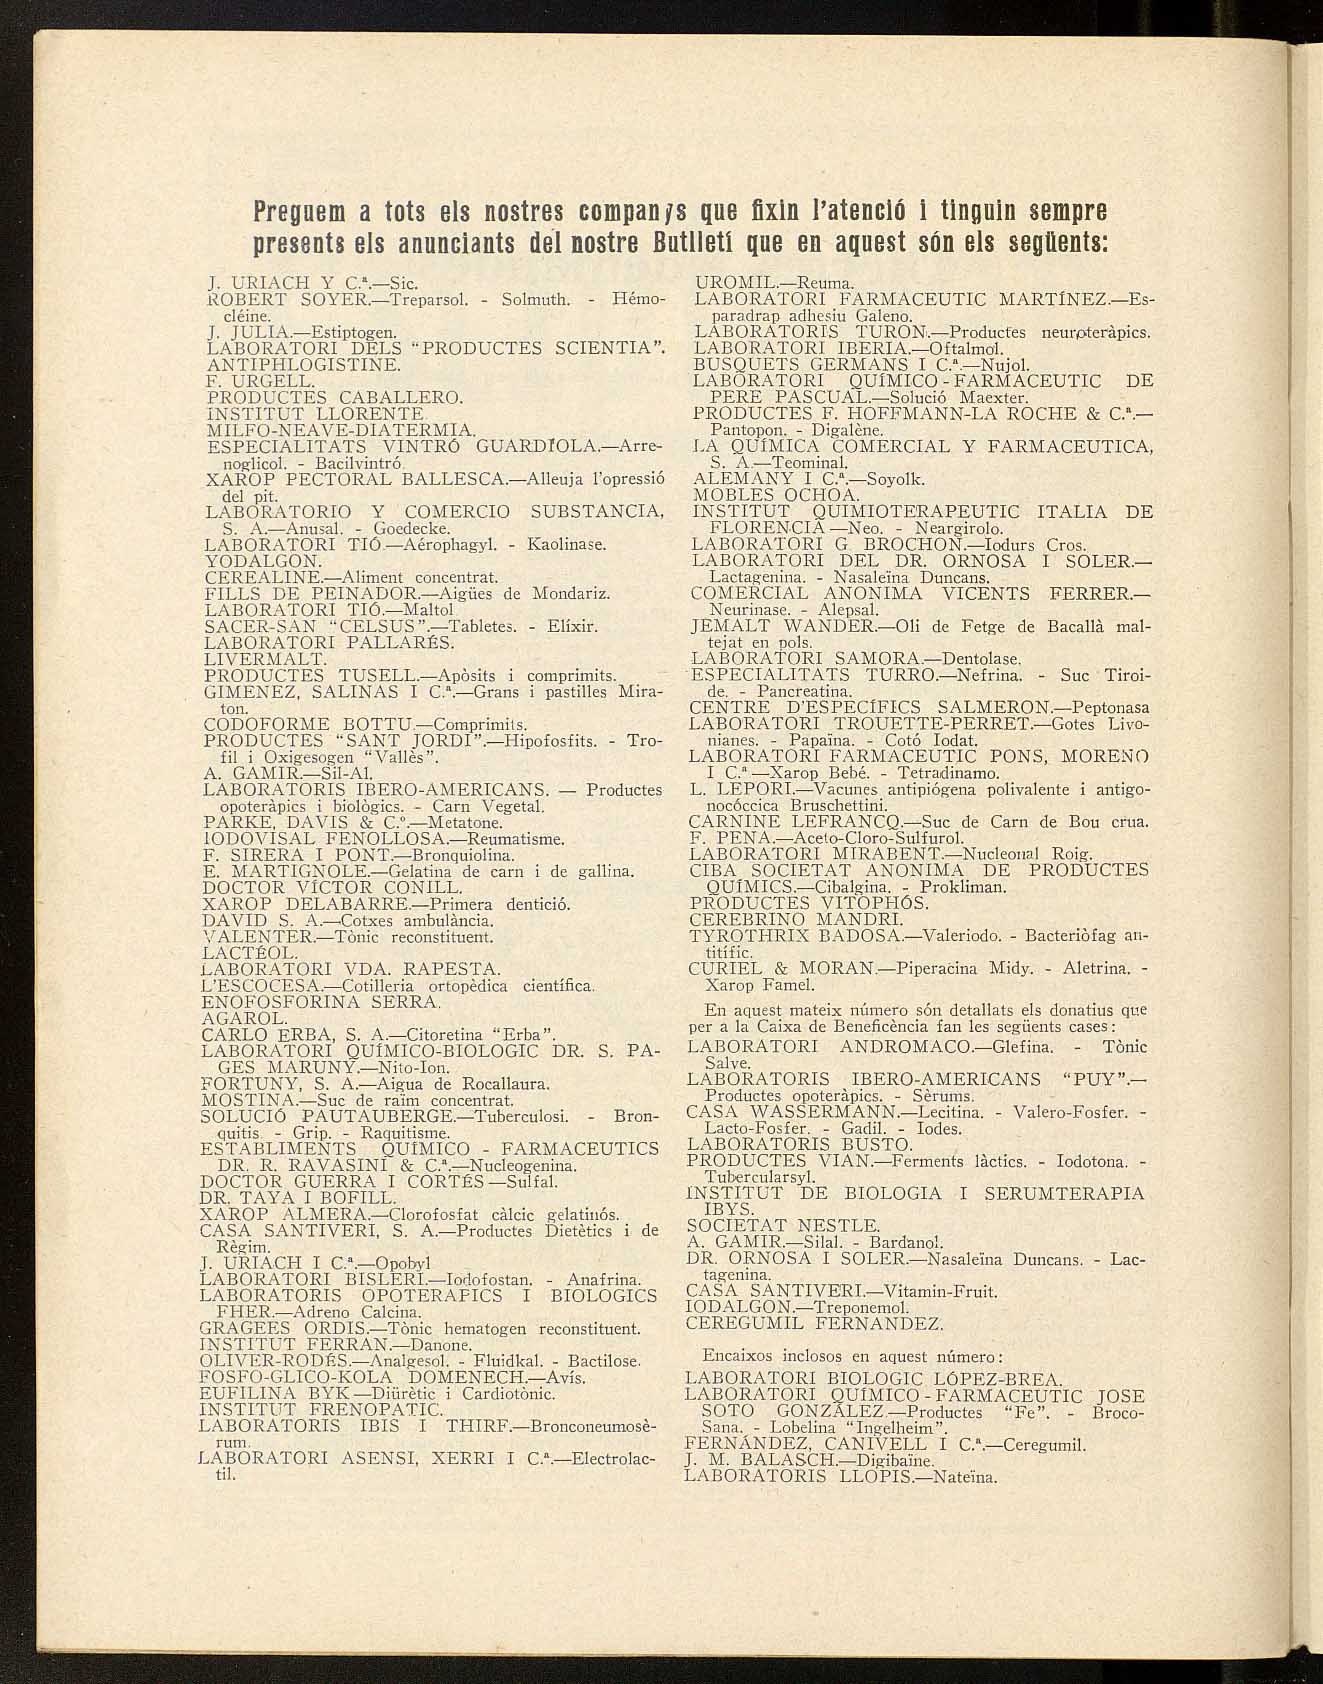 Preguem a tots els nostres companys que fixin l'atenció i tinguin sempre
presents els anunciants del nostre Butlletí que en aquest són els següents:
J. URIACH Y C.ª.—Sic.
ROBERT SOYER.—Treparsol. - Solmuth. - Hémo-
cléine.
J. JULIA.—Estiptogen.
LABORATORI DELS “PRODUCTES SCIENTIA”.
ANTIPHLOGISTINE.
F. URGELL.
PRODUCTES CABALLERO.
INSTITUT LLORENTE
MILFO-NEAVE-DIATERMIA.
ESPECIALITATS VINTRÓ GUARDIOLA.—Arre-
noglicol. - Bacilvintró.
XAROP PECTORAL BALLESCA.—Alleuja l'opressió
del pit.
LABORATORIO Y COMERCIO SUBSTANCIA,
S. A.—Anusal. - Goedecke.
LABORATORI TIÓ.—Aérophagyl. - Kaolinase.
YODALGON.
CEREALINE.—Aliment concentrat.
FILLS DE PEINADOR.—Aigües de Mondariz.
LABORATORI TIÓ.—Maltol
SACER-SAN “CELSUS”.—Tabletes. - Elíxir.
LABORATORI PALLARÉS.
LIVERMALT.
PRODUCTES TUSELL.—Apòsits i comprimits.
GIMENEZ, SALINAS I C.ª.—Grans i pastilles Mira-
ton.
CODOFORME BOTTU.—Comprimits.
PRODUCTES “SANT JORDI”.—Hipofosfits. - Tro-
fil i Oxigesogen “Vallès”.
A. GAMIR.—Sil-Al.
LABORATORIS IBERO-AMERICANS. — Productes
opoteràpics i biològics. - Carn Vegetal.
PARKE, DAVIS & C.º.—Metatone.
IODOVISAL FENOLLOSA.—Reumatisme.
F. SIRERA I PONT.—Bronquiolina.
E. MARTIGNOLE.—Gelatina de carn i de gallina.
DOCTOR VÍCTOR CONILL.
XAROP DELABARRE.—Primera dentició.
DAVID S. A.—Cotxes ambulància.
VALENTER.—Tònic reconstituent.
LACTÉOL.
LABORATORI VDA. RAPESTA.
L'ESCOCESA.—Cotilleria ortopèdica científica.
ENOFOSFORINA SERRA.
AGAROL.
CARLO ERBA, S. A.—Citoretina “Erba”.
LABORATORI QUÍMICO-BIOLOGIC DR. S. PA-
GES MARUNY.—Nito-Ion.
FORTUNY, S. A.—Aigua de Rocallaura.
MOSTINA.—Suc de raïm concentrat.
SOLUCIÓ PAUTAUBERGE.—Tuberculosi. - Bron-
quitis. - Grip. - Raquitisme.
ESTABLIMENTS QUÍMICO - FARMACEUTICS
DR. R. RAVASINI & C.ª.—Nucleogenina.
DOCTOR GUERRA I CORTÉS—Sulfal.
DR. TAYA I BOFILL.
XAROP ALMERA.—Clorofosfat càlcic gelatinós.
CASA SANTIVERI, S. A.—Productes Dietètics i de
Règim.
J. URIACH I C.ª.—Opobyl
LABORATORI BISLERI.—Iodofostan. - Anafrina.
LABORATORIS OPOTERAPICS I BIOLOGICS
FHER.—Adreno Calcina.
GRAGEES ORDIS.—Tònic hematogen reconstituent.
INSTITUT FERRAN.—Danone.
OLIVER-RODÉS.—Analgesol. - Fluidkal. - Bactilose.
FOSFO-GLICO-KOLA DOMENECH.—Avís.
EUFILINA BYK—Diürètic i Cardiotònic.
INSTITUT FRENOPATIC.
LABORATORIS IBIS I THIRF.—Bronconeumosè-
rum.
LABORATORI ASENSI, XERRI I C.ª.—Electrolac-
til.
UROMIL.—Reuma.
LABORATORI FARMACEUTIC MARTÍNEZ.—Es-
paradrap adhesiu Galeno.
LABORATORIS TURON.—Productes neuroteràpics.
LABORATORI IBERIA.—Oftalmol.
BUSQUETS GERMANS I C.ª.—Nujol.
LABORATORI QUÍMICO-FARMACEUTIC DE
PERE PASCUAL.—Solució Maexter.
PRODUCTES F. HOFFMANN-LA ROCHE & C.ª.—
Pantopon. - Digalène.
LA QUÍMICA COMERCIAL Y FARMACEUTICA,
S. A.—Teominal.
ALEMANY I C.ª.—Soyolk.
MOBLES OCHOA.
INSTITUT QUIMIOTERAPEUTIC ITALIA DE
FLORENCIA—Neo. - Neargirolo.
LABORATORI G. BROCHON.—Iodurs Cros.
LABORATORI DEL DR. ORNOSA I SOLER.—
Lactagenina. - Nasaleïna Duncans.
COMERCIAL ANONIMA VICENTS FERRER.—
Neurinase. - Alepsal.
JEMALT WANDER.—Oli de Fetge de Bacallà mal-
tejat en pols.
LABORATORI SAMORA.—Dentolase.
ESPECIALITATS TURRO.—Nefrina. - Suc Tiroi-
de. - Pancreatina.
CENTRE D'ESPECÍFICS SALMERON.—Peptonasa
LABORATORI TROUETTE-PERRET.—Gotes Livo-
nianes. - Papaïna. - Cotó Iodat.
LABORATORI FARMACEUTIC PONS, MORENO
I C.ª—Xarop Bebé. - Tetradinamo.
L. LEPORI.—Vacunes antipiógena polivalente i antigo-
nocóccica Bruschettini.
CARNINE LEFRANCQ.—Suc de Carn de Bou crua.
F. PENA.—Aceto-Cloro-Sulfurol.
LABORATORI MIRABENT.—Nucleonal Roig.
CIBA SOCIETAT ANONIMA DE PRODUCTES
QUÍMICS.—Cibalgina. - Prokliman.
PRODUCTES VITOPHÓS.
CEREBRINO MANDRI.
TYROTHRIX BADOSA.—Valeriodo. - Bacteriòfag an-
titífic.
CURIEL & MORAN.—Piperacina Midy. - Aletrina. -
Xarop Famel.
En aquest mateix número són detallats els donatius que
per a la Caixa de Beneficència fan les següents cases:
LABORATORI ANDROMACO.—Glefina. - Tònic
Salve.
LABORATORIS IBERO-AMERICANS “PUY”.—
Productes opoteràpics. - Sèrums.
CASA WASSERMANN.—Lecitina. - Valero-Fosfer. -
Lacto-Fosfer. - Gadil. - Iodes.
LABORATORIS BUSTO.
PRODUCTES VIAN.—Ferments làctics. - Iodotona. -
Tubercularsyl.
INSTITUT DE BIOLOGIA I SERUMTERAPIA
IBYS.
SOCIETAT NESTLE.
A. GAMIR.—Silal. - Bardanol.
DR. ORNOSA I SOLER.—Nasaleïna Duncans. - Lac-
tagenina.
CASA SANTIVERI.—Vitamin-Fruit.
IODALGON.—Treponemol.
CEREGUMIL FERNANDEZ.
Encaixos inclosos en aquest número:
LABORATORI BIOLOGIC LÓPEZ-BREA.
LABORATORI QUÍMICO-FARMACEUTIC JOSE
SOTO GONZÁLEZ.—Productes “Fe”. - Broco-
Sana. - Lobelina “Ingelheim”.
FERNÁNDEZ, CANIVELL I C.ª.—Ceregumil.
J. M. BALASCH.—Digibaïne.
LABORATORIS LLOPIS.—Nateïna.